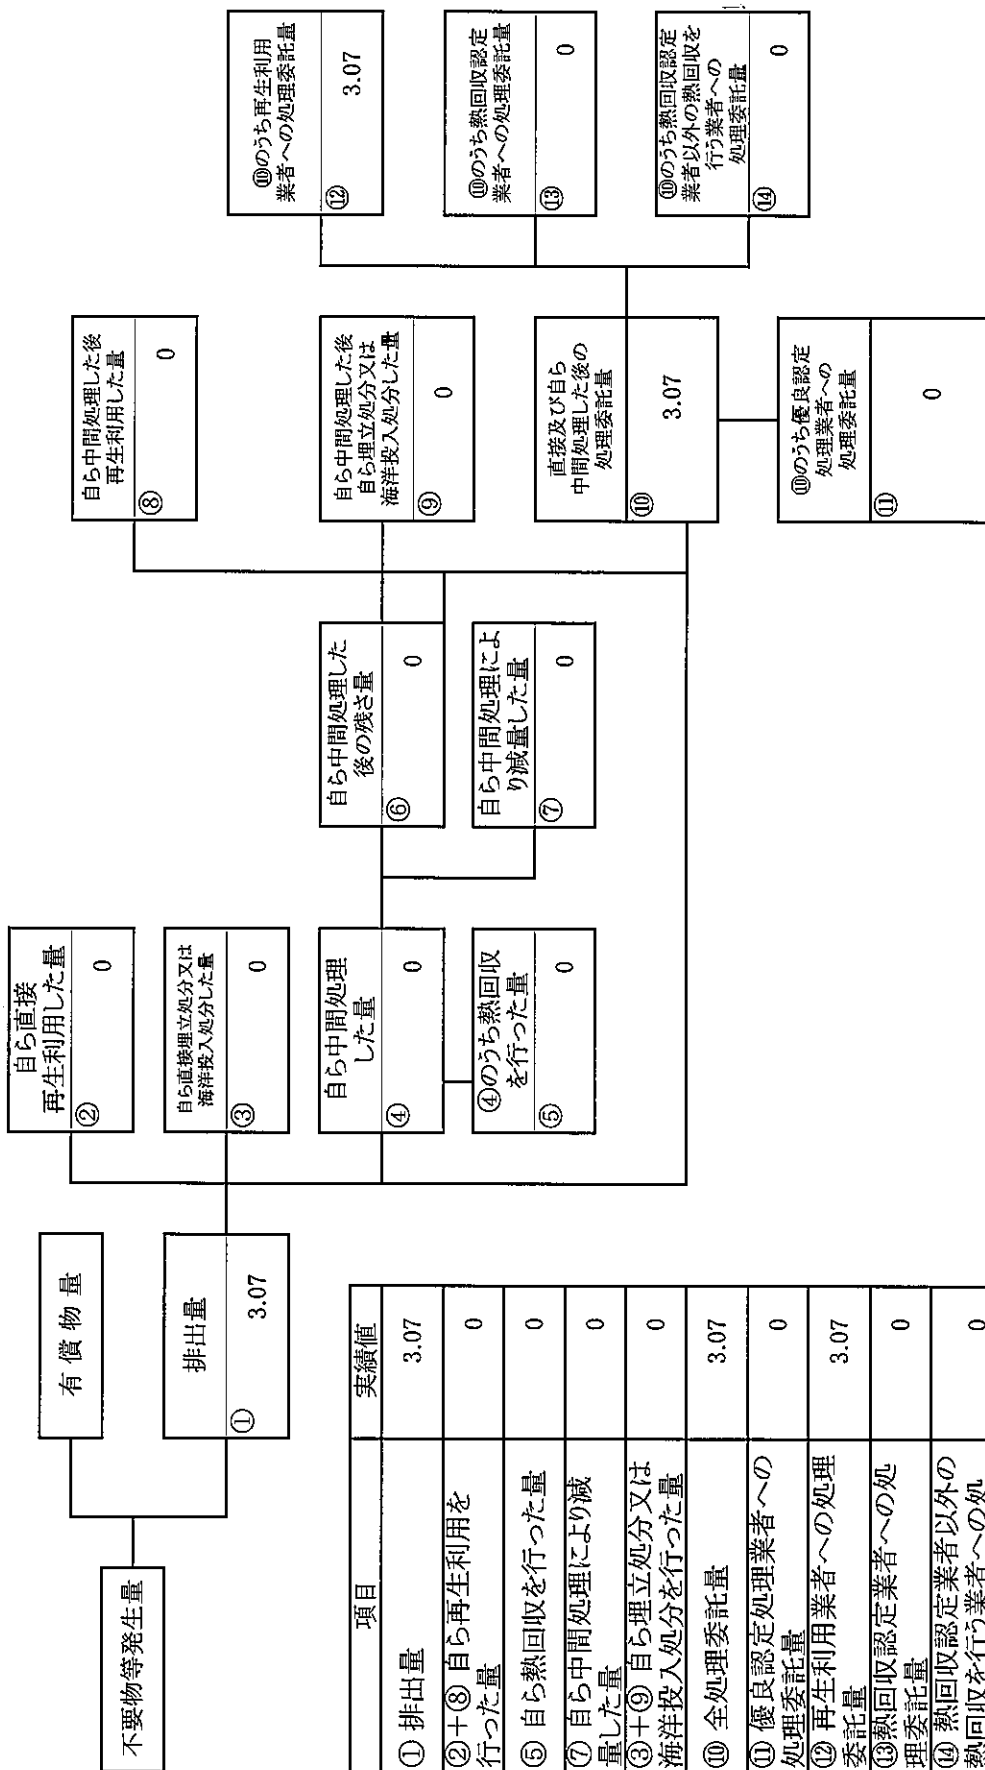 不要物等発生量
有償物量
排出量
①
3.07
自ら直接
再生利用した量
②
0
自ら直接埋立処分又は
海洋投入処分した量
③
0
自ら中間処理
した量
④
0
④のうち熱回収
を行った量
⑤
0
自ら中間処理した
後の残さ量
⑥
0
自ら中間処理によ
り減量した量
⑦
0
自ら中間処理した後
再生利用した量
⑧
0
自ら中間処理した後
自ら埋立処分又は
海洋投入処分した量
⑨
0
直接及び自ら
中間処理した後の
処理委託量
⑩
3.07
⑩のうち優良認定
処理業者への
処理委託量
⑪
0
⑩のうち再生利用
業者への処理委託量
⑫
3.07
⑩のうち熱回収認定
業者への処理委託量
⑬
0
⑩のうち熱回収認定
業者以外の熱回収を
行う業者への
処理委託量
⑭
0
項目 実績値
① 排出量 3.07
②+⑧ 自ら再生利用を
行った量 0
⑤ 自ら熱回収を行った量 0
⑦ 自ら中間処理により減
量した量 0
③+⑨ 自ら埋立処分又は
海洋投入処分を行った量 0
⑩ 全処理委託量 3.07
⑪ 優良認定処理業者への
処理委託量 0
⑫ 再生利用業者への処理
委託量 3.07
⑬熱回収認定業者への処
理委託量 0
⑭ 熱回収認定業者以外の
熱回収を行う業者への処 0